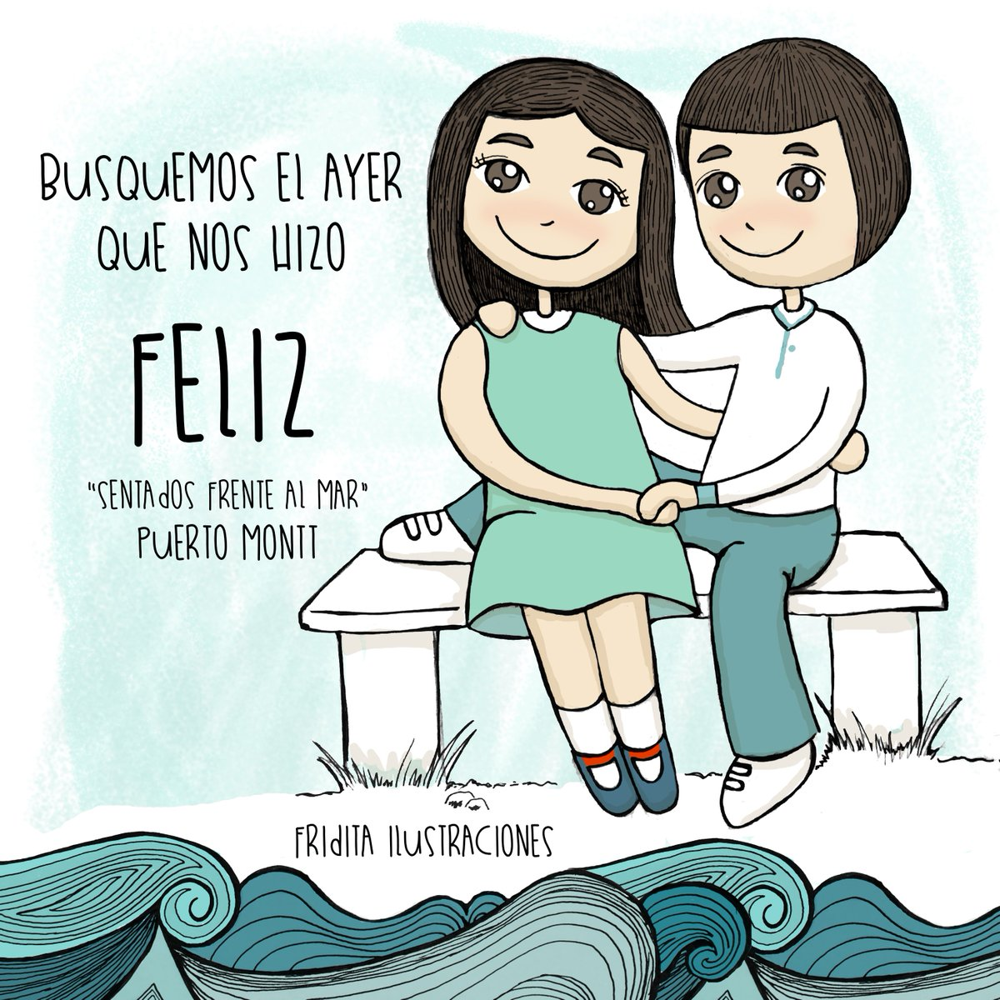 BUSQUEMOS EL AYER
QUE NOS HIZO
FELIZ
"SENTADOS FRENTE AL MAR"
PUERTO MONTT
FRIDITA ILUSTRACIONES